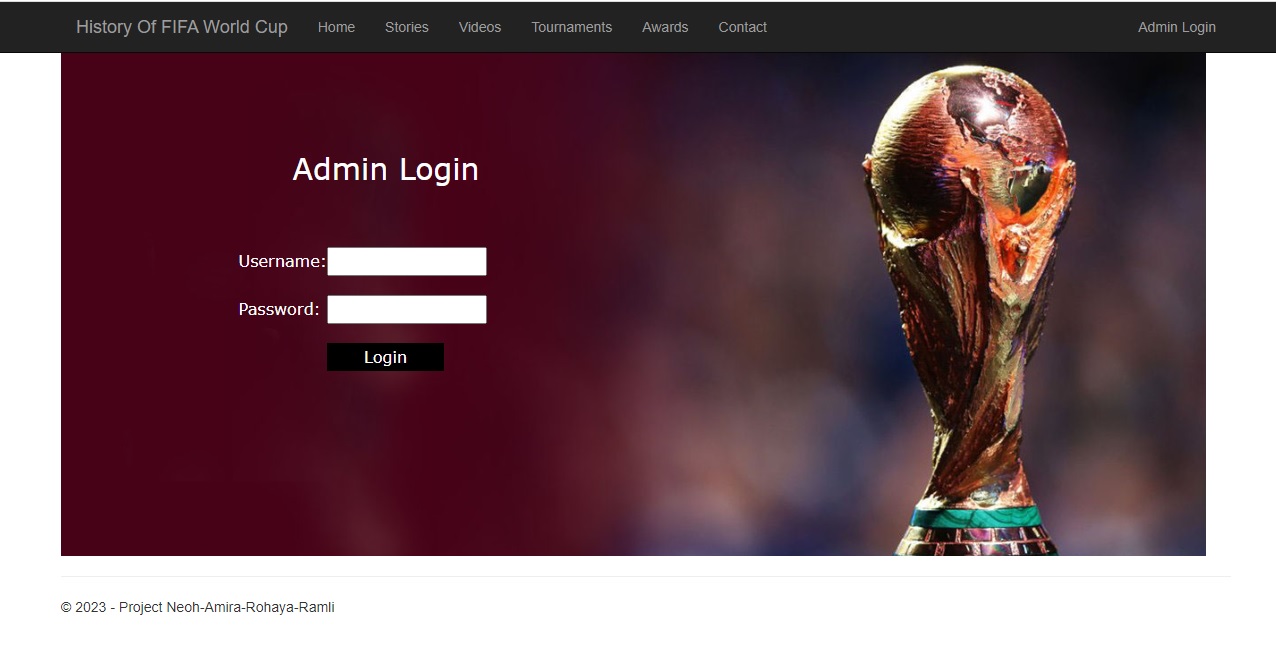 History Of FIFA World Cup Home Stories Videos Tournaments Awards Contact Admin Login
Admin Login
Username:
Password:
Login
© 2023 - Project Neoh-Amira-Rohaya-Ramli